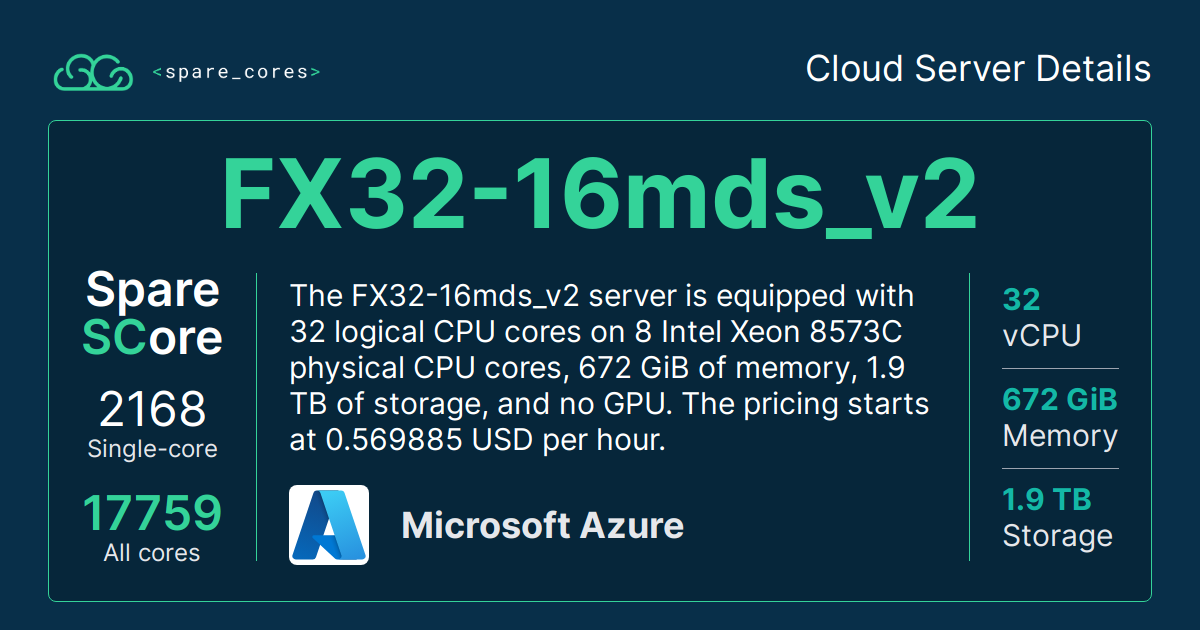 <spare_cores>
Cloud Server Details
FX32-16mds_v2
Spare
SCore
2168
Single-core
17759
All cores
The FX32-16mds_v2 server is equipped with
32 logical CPU cores on 8 Intel Xeon 8573C
physical CPU cores, 672 GiB of memory, 1.9
TB of storage, and no GPU. The pricing starts
at 0.569885 USD per hour.
Microsoft Azure
32
vCPU
672 GiB
Memory
1.9 TB
Storage